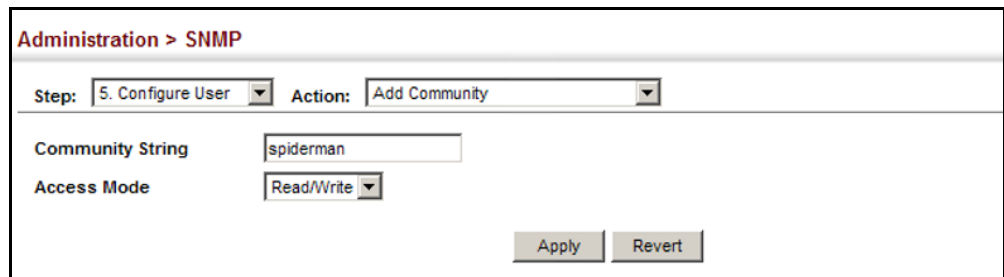 Administration > SNMP
Step: 5. Configure User Action: Add Community
Community String spiderman
Access Mode Read/Write
Apply Revert